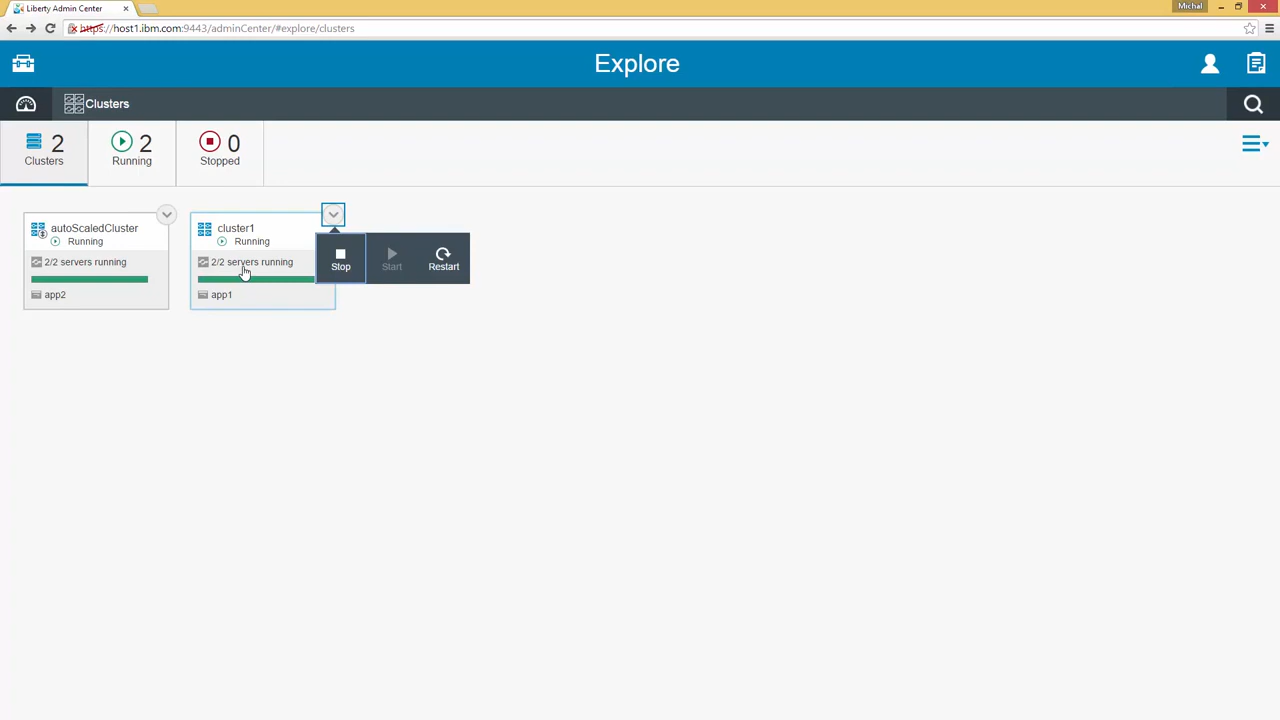 Liberty Admin Center
Michal
https://host1.ibm.com:9443/adminCenter/#explore/clusters
Explore
Clusters
2
Clusters
2
Running
0
Stopped
autoScaledCluster
Running
2/2 servers running
app2
cluster1
Running
2/2 servers running
app1
Stop
Start
Restart